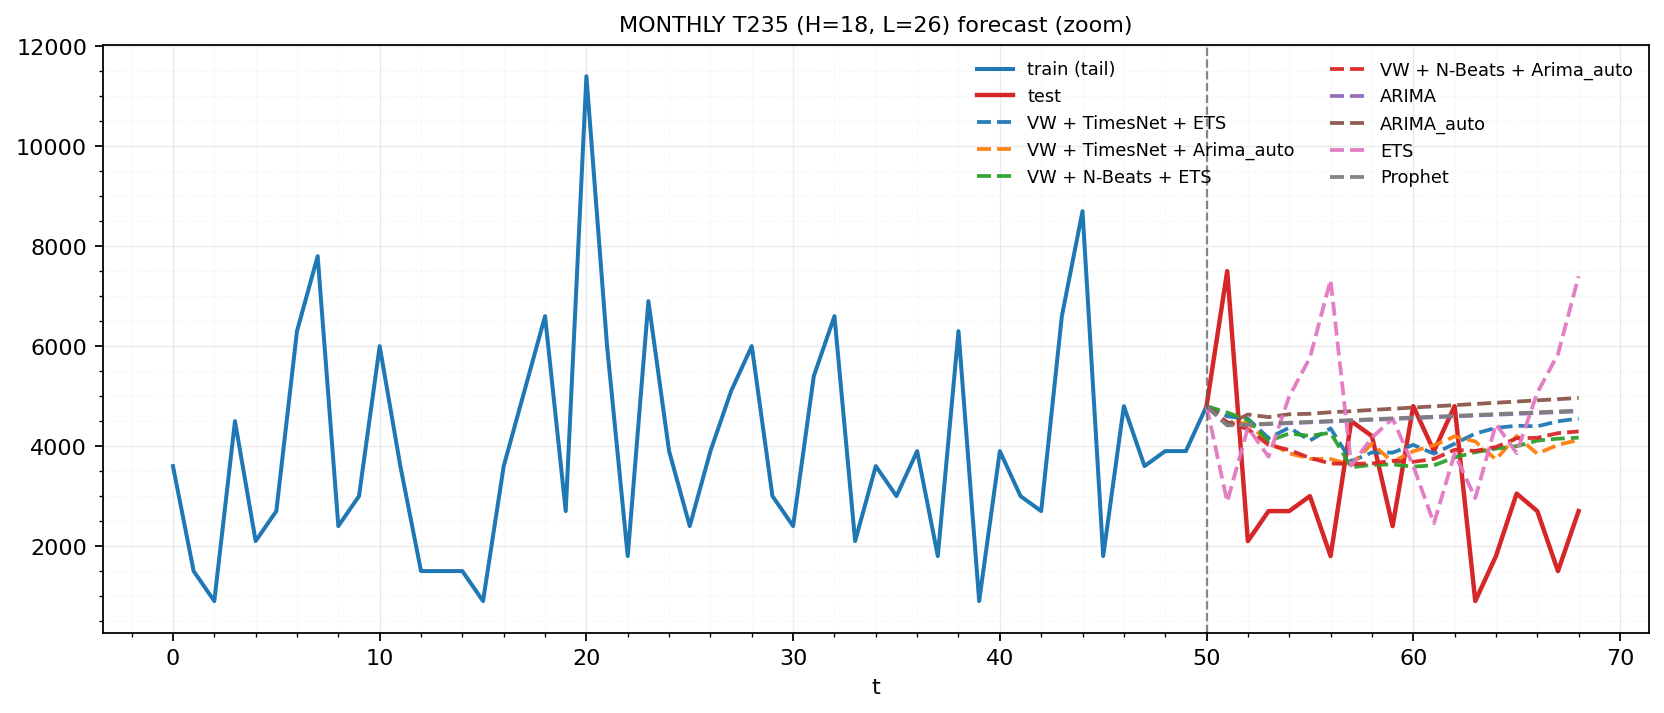 MONTHLY T235 (H=18, L=26) forecast (zoom)
12000
10000
8000
6000
4000
2000
train (tail)
test
VW + TimesNet + ETS
VW + TimesNet + Arima_auto
VW + N-Beats + ETS
VW + N-Beats + Arima_auto
ARIMA
ARIMA_auto
ETS
Prophet
0 10 20 30 40 50 60 70
t